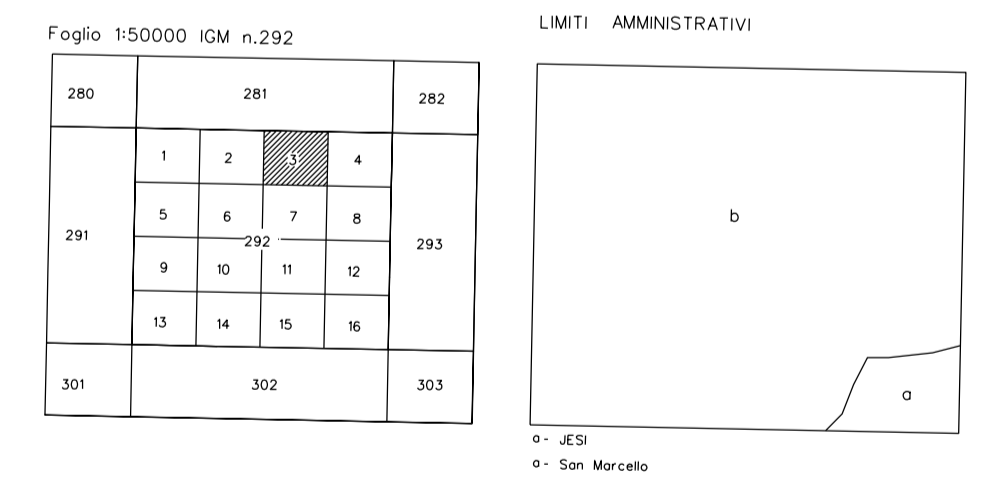 Foglio 1:50000 IGM n.292
280 281 282
1 2 3 4
291
5 6 7 8
292
293
9 10 11 12
13 14 15 16
301 302 303
LIMITI AMMINISTRATIVI
b
a
a- JESI
a- San Marcello